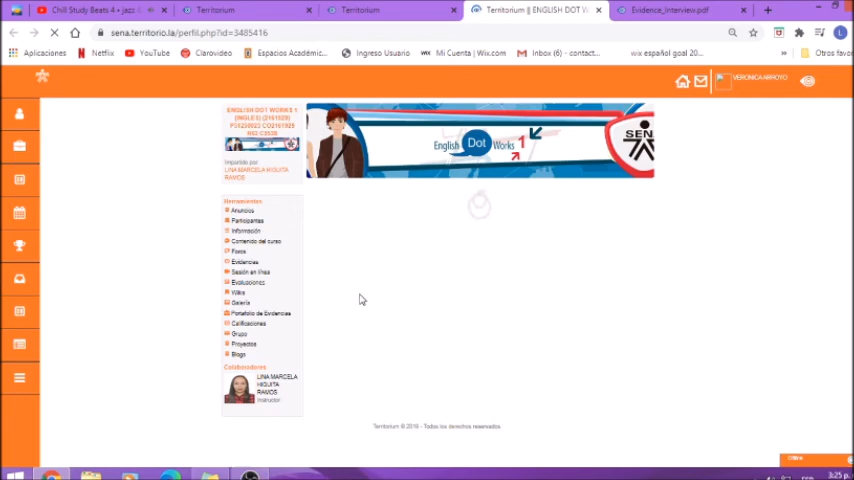 Chill Study Beats 4 • jazz
Territorium
Territorium
Territorium || ENGLISH DOT W
Evidence_Interview.pdf
sena.territorio.la/perfil.php?id=3485416
Aplicaciones
Netflix
YouTube
Clarovideo
Espacios Académic...
Ingreso Usuario
Mi Cuenta | Wix.com
Inbox (6) - contact...
wix español goal 20...
Otros favo
VERONICA ARROYO
ENGLISH DOT WORKS 1
Impartido por
LINA MARCELA HIGUITA
RAMOS
English Dot Works 1
SENA
Herramientas
Anuncios
Participantes
Información
Contenido del curso
Foros
Evidencias
Sesión en línea
Evaluaciones
Wikis
Galería
Portafolio de Evidencias
Calificaciones
Grupo
Proyectos
Blogs
Colaboradores
LINA MARCELA
HIGUITA
RAMOS
Instructor
Territorium © 2016 - Todos los derechos reservados.
3:25 p.